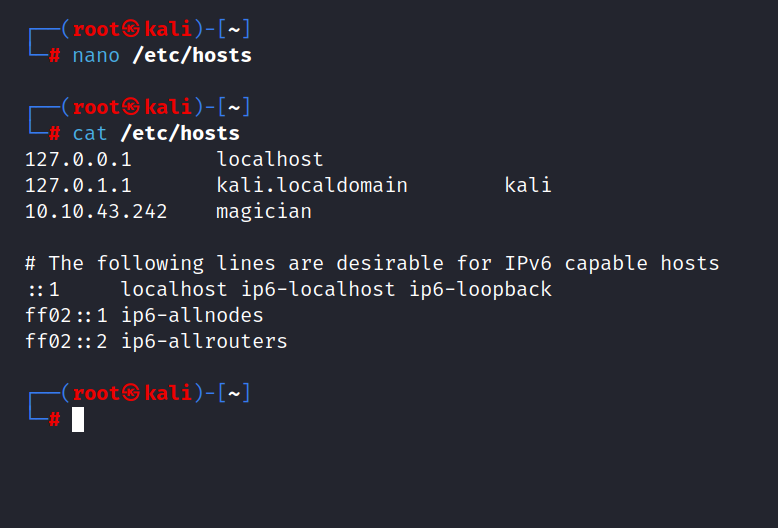 ┌──(root㉿kali)-[~]
└─# nano /etc/hosts
┌──(root㉿kali)-[~]
└─# cat /etc/hosts
127.0.0.1       localhost
127.0.1.1       kali.localdomain        kali
10.10.43.242    magician
# The following lines are desirable for IPv6 capable hosts
::1     localhost ip6-localhost ip6-loopback
ff02::1 ip6-allnodes
ff02::2 ip6-allrouters
┌──(root㉿kali)-[~]
└─#